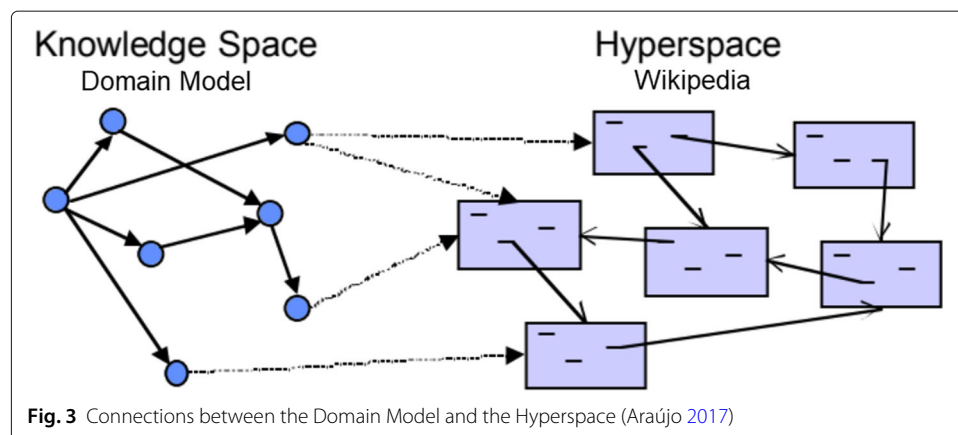 Knowledge Space
Domain Model
Hyperspace
Wikipedia
Fig. 3 Connections between the Domain Model and the Hyperspace (Araújo 2017)